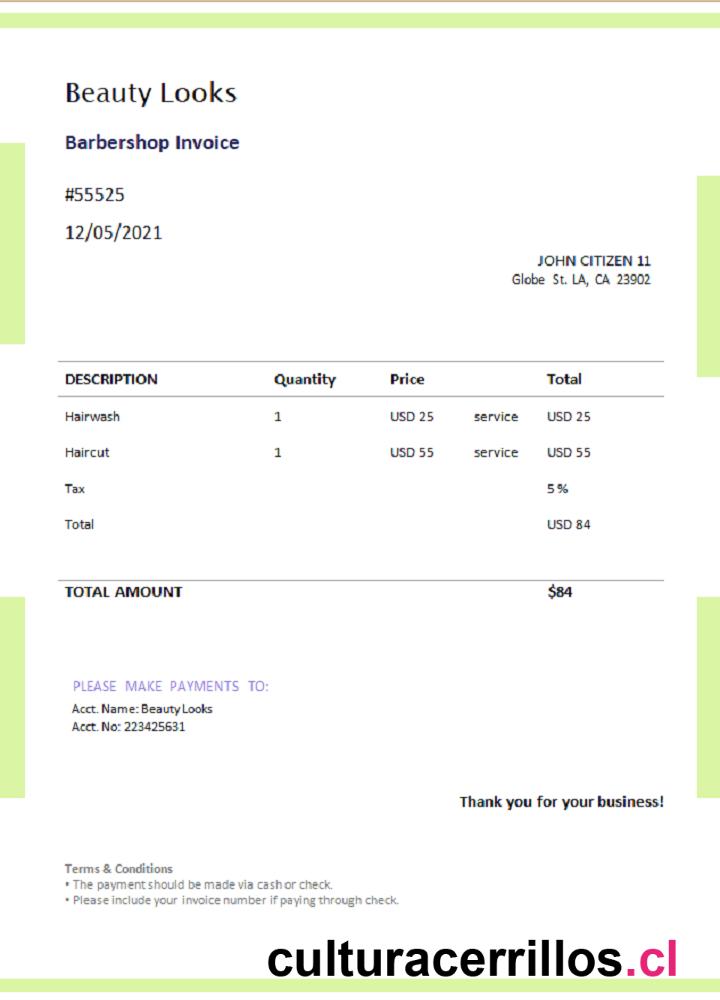 Beauty Looks
Barbershop Invoice
#55525
12/05/2021
JOHN CITIZEN 11
Globe St. LA, CA 23902
DESCRIPTION Quantity Price Total
Hairwash 1 USD 25 service USD 25
Haircut 1 USD 55 service USD 55
Tax 5%
Total USD 84
TOTAL AMOUNT $84
PLEASE MAKE PAYMENTS TO:
Acct. Name: Beauty Looks
Acct. No: 223425631
Thank you for your business!
Terms & Conditions
• The payment should be made via cash or check.
• Please include your invoice number if paying through check.
culturacerrillos.cl